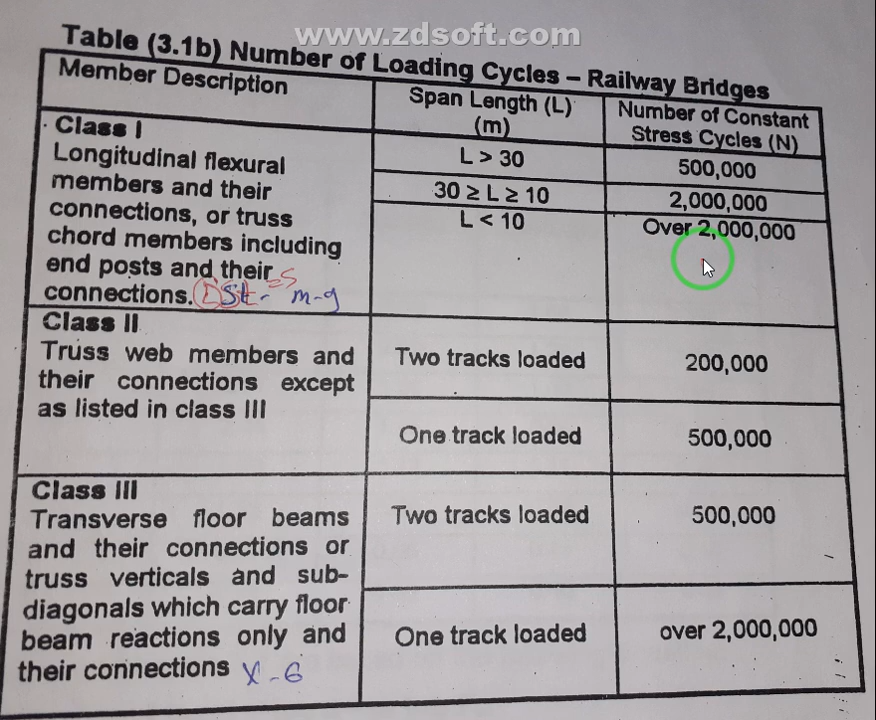 www.zdsoft.com
Table (3.1b) Number of Loading Cycles – Railway Bridges
Member Description
Span Length (L)
(m)
Number of Constant
Stress Cycles (N)
Class I
Longitudinal flexural
members and their
connections, or truss
chord members including
end posts and their
connections.
m-g
L > 30
500,000
30 ≥ L ≥ 10
2,000,000
L < 10
Over 2,000,000
Class II
Truss web members and
their connections except
as listed in class III
Two tracks loaded
200,000
One track loaded
500,000
Class III
Transverse floor beams
and their connections or
truss verticals and sub-
diagonals which carry floor
beam reactions only and
their connections X-G
Two tracks loaded
500,000
One track loaded
over 2,000,000